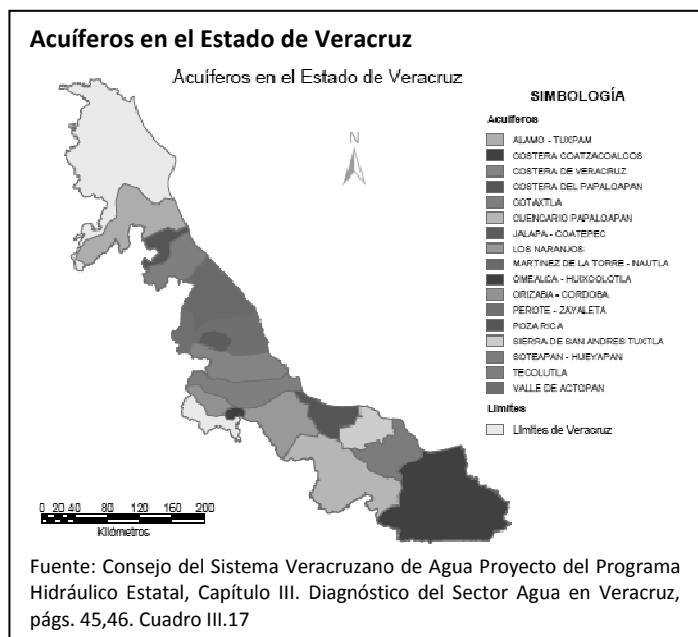 Acuíferos en el Estado de Veracruz
Acuíferos en el Estado de Veracruz
N
SIMBOLOGÍA
Acuíferos
ALAMO - TUXPAM
COSTERA COATZACOALCOS
COSTERA DE VERACRUZ
COSTERA DEL PAPALOAPAN
COTAXTLA
CUENCA RIO PAPALOAPAN
JALAPA - COATEPEC
LOS NARANJOS
MARTINEZ DE LA TORRE - NAUTLA
OMEALCA - HUIXCOLOTLA
ORIZABA - CORDOBA
PEROTE - ZAYALETA
POZA RICA
SIERRA DE SAN ANDRES TUXTLA
SOTEAPAN - HUEYAPAN
TECOLUTLA
VALLE DE ACTOPAN
Límites
Límites de Veracruz
0 20 40 80 120 160 200
Kilómetros
Fuente: Consejo del Sistema Veracruzano de Agua Proyecto del Programa
Hidráulico Estatal, Capítulo III. Diagnóstico del Sector Agua en Veracruz,
págs. 45,46. Cuadro III.17